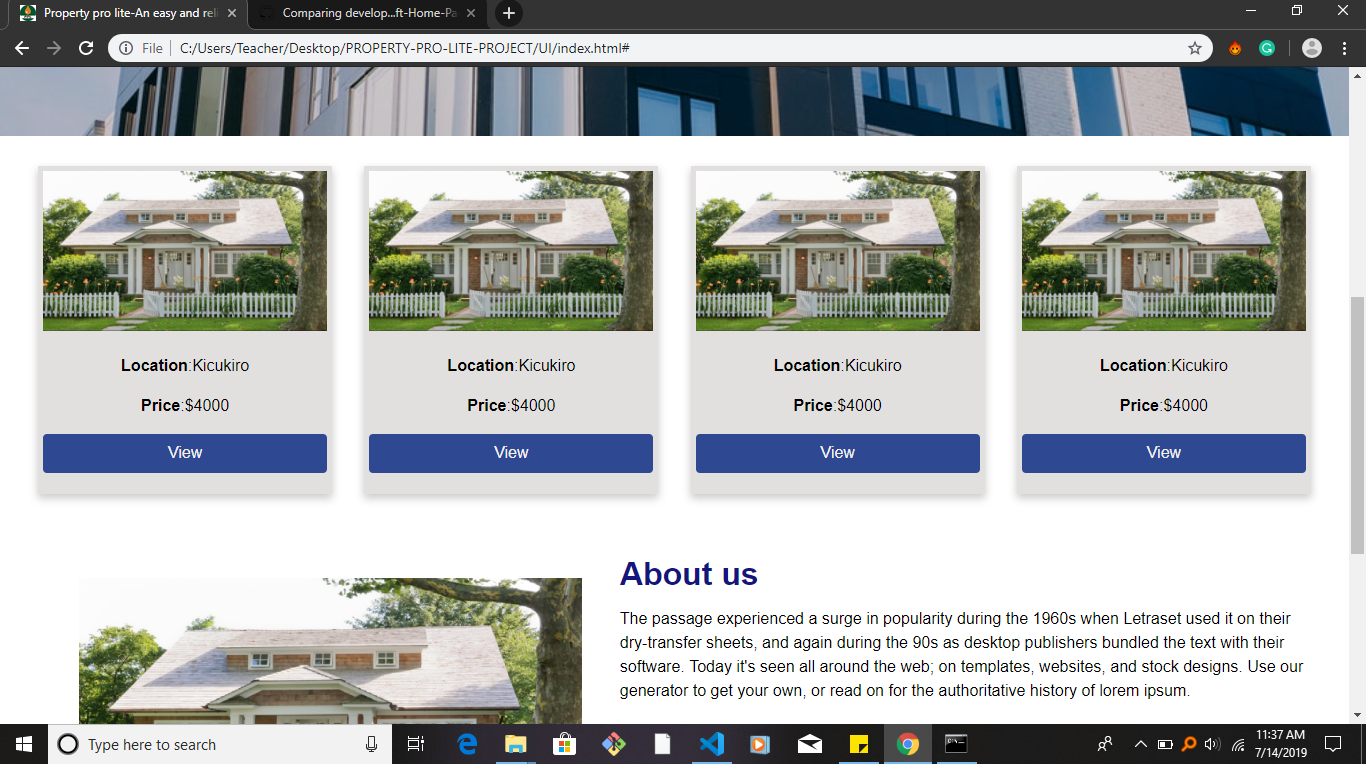 Property pro lite-An easy and reli
Comparing develop...ft-Home-Pa
File
C:/Users/Teacher/Desktop/PROPERTY-PRO-LITE-PROJECT/UI/index.html#
Location:Kicukiro
Price:$4000
View
Location:Kicukiro
Price:$4000
View
Location:Kicukiro
Price:$4000
View
Location:Kicukiro
Price:$4000
View
About us
The passage experienced a surge in popularity during the 1960s when Letraset used it on their
dry-transfer sheets, and again during the 90s as desktop publishers bundled the text with their
software. Today it's seen all around the web; on templates, websites, and stock designs. Use our
generator to get your own, or read on for the authoritative history of lorem ipsum.
Type here to search
11:37 AM
7/14/2019